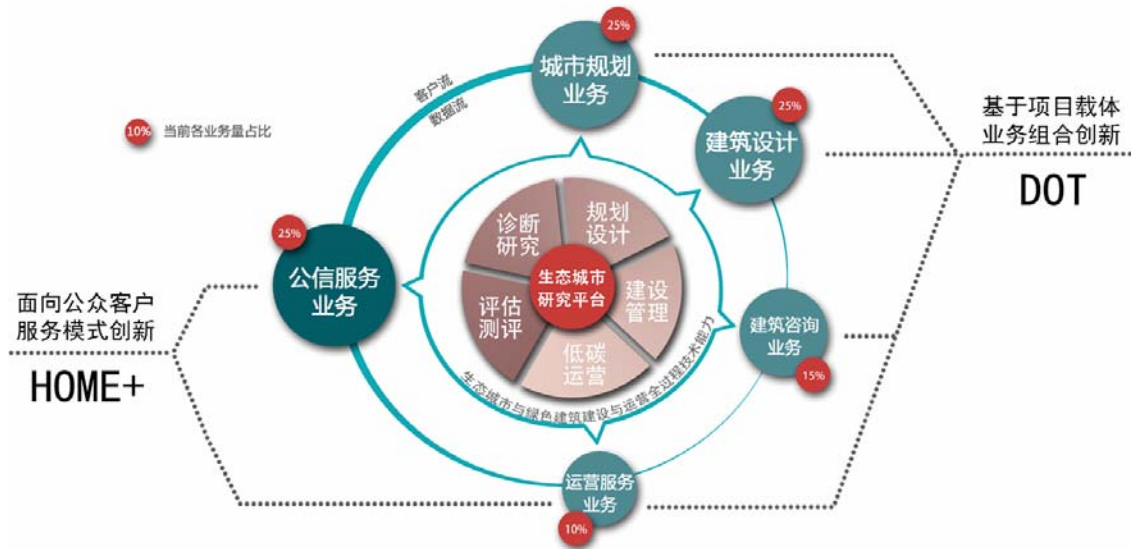 25%
城市规划
业务
客户流
数据流
10%
当前各业务量占比
25%
建筑设计
业务
基于项目载体
业务组合创新
DOT
诊断
研究
规划
设计
25%
公信服务
业务
生态城市
研究平台
评估
测评
建设
管理
低碳
运营
面向公众客户
服务模式创新
HOME+
建筑咨询
业务
15%
生态城市与绿色建筑建设与运营全过程技术能力
运营服务
业务
10%